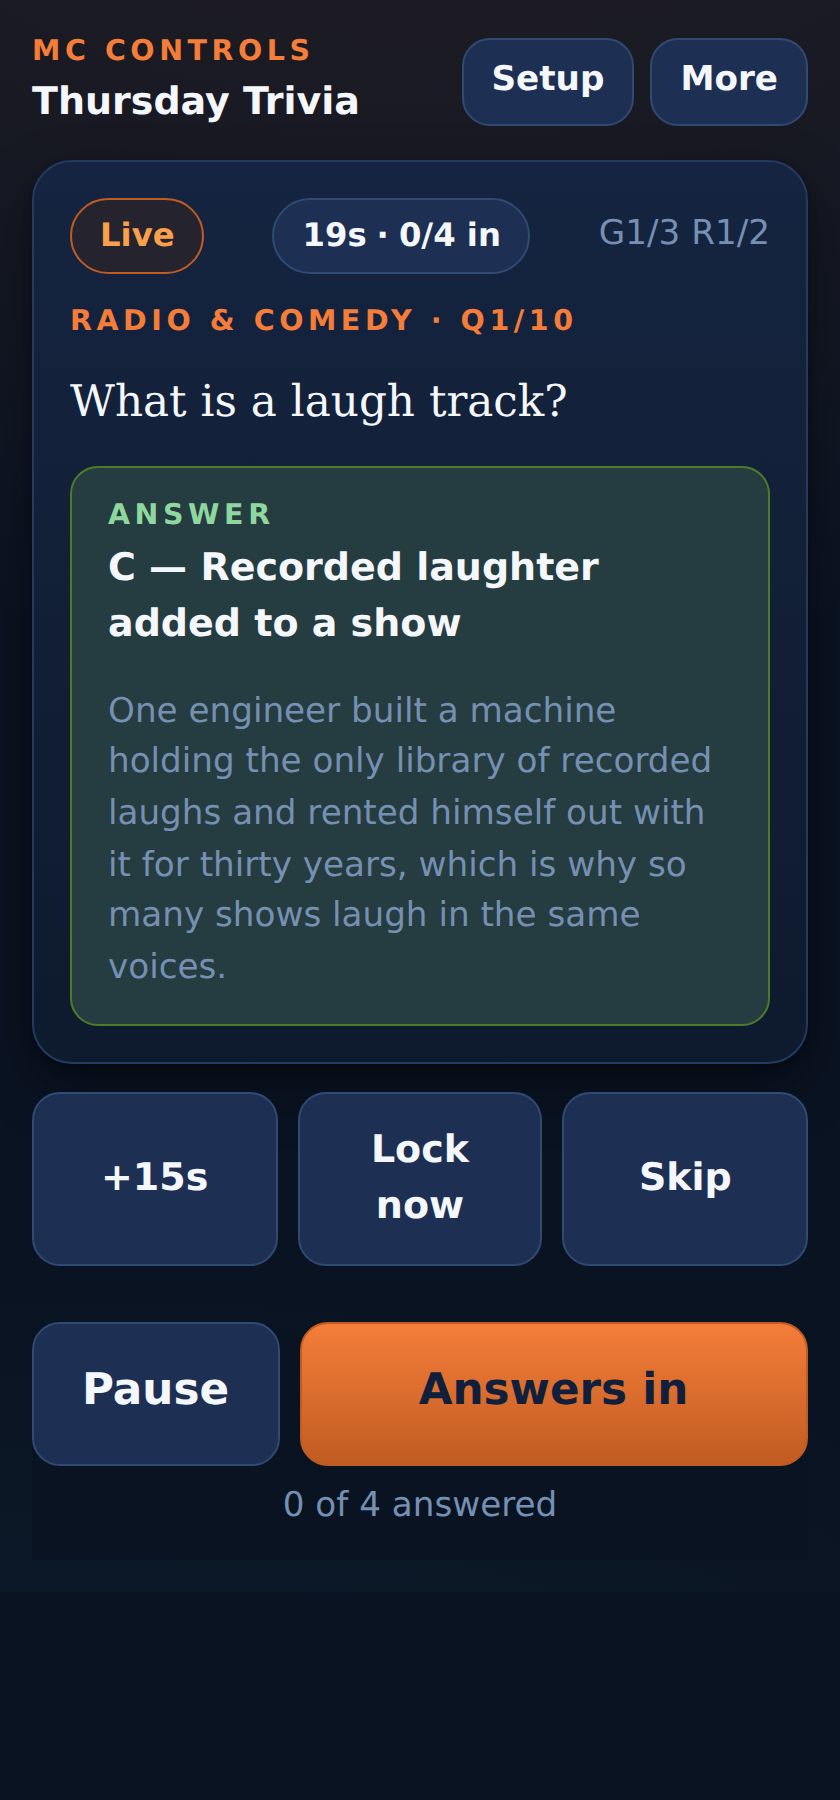 MC CONTROLS
Thursday Trivia
Setup
More
Live
19s · 0/4 in
G1/3 R1/2
RADIO & COMEDY · Q1/10
What is a laugh track?
ANSWER
C — Recorded laughter
added to a show
One engineer built a machine
holding the only library of recorded
laughs and rented himself out with
it for thirty years, which is why so
many shows laugh in the same
voices.
+15s
Lock
now
Skip
Pause
Answers in
0 of 4 answered